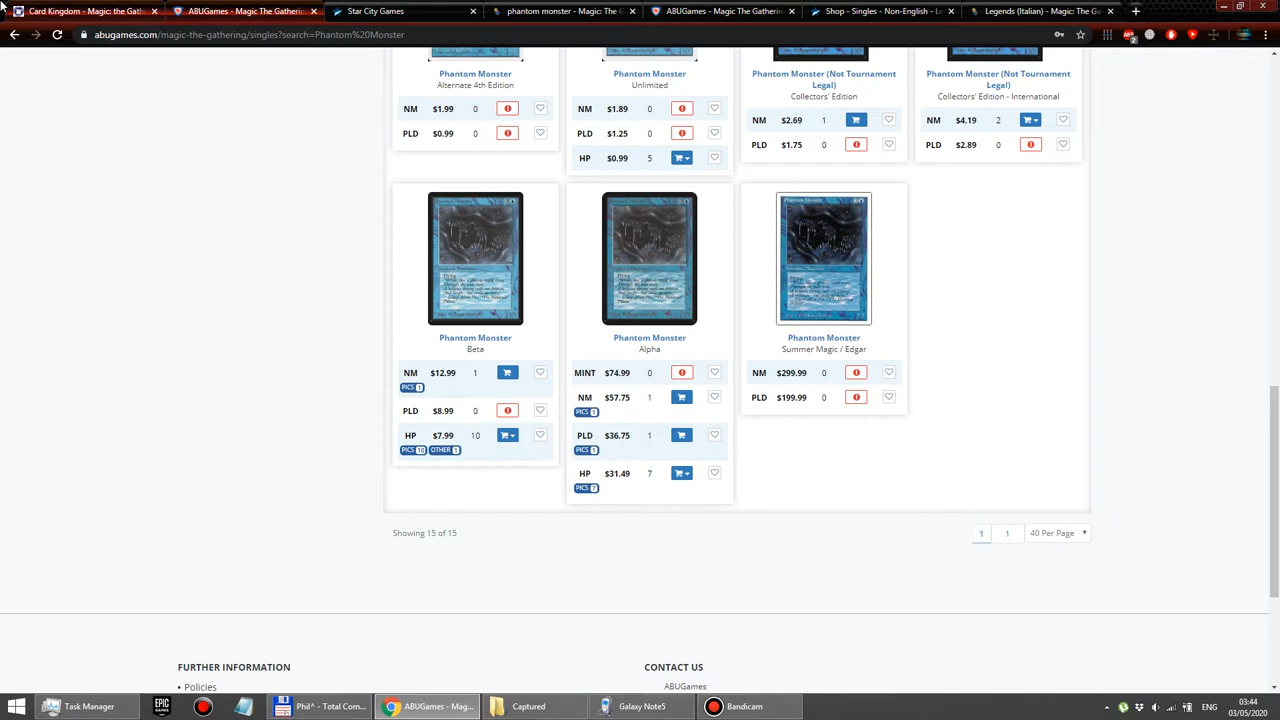 Card Kingdom - Magic: the Gath
ABUGames - Magic The Gatherin
Star City Games
phantom monster - Magic: The G
ABUGames - Magic The Gatherin
Shop - Singles - Non-English - Le
Legends (Italian) - Magic: The Ga
abugames.com/magic-the-gathering/singles?search=Phantom%20Monster
Phantom Monster
Alternate 4th Edition
NM $1.99 0
PLD $0.99 0
Phantom Monster
Unlimited
NM $1.89 0
PLD $1.25 0
HP $0.99 5
Phantom Monster (Not Tournament
Legal)
Collectors' Edition
NM $2.69 1
PLD $1.75 0
Phantom Monster (Not Tournament
Legal)
Collectors' Edition - International
NM $4.19 2
PLD $2.89 0
Phantom Monster
Beta
NM $12.99 1
PICS 1
PLD $8.99 0
HP $7.99 10
PICS 10 OTHER 1
Phantom Monster
Alpha
MINT $74.99 0
NM $57.75 1
PICS 1
PLD $36.75 1
PICS 1
HP $31.49 7
PICS 7
Phantom Monster
Summer Magic / Edgar
NM $299.99 0
PLD $199.99 0
Showing 15 of 15
1 1 40 Per Page
FURTHER INFORMATION
• Policies
CONTACT US
ABUGames
Task Manager
EPIC
GAMES
Phil^ - Total Com...
ABUGames - Mag...
Captured
Galaxy Note5
Bandicam
ENG
03:44
03/05/2020